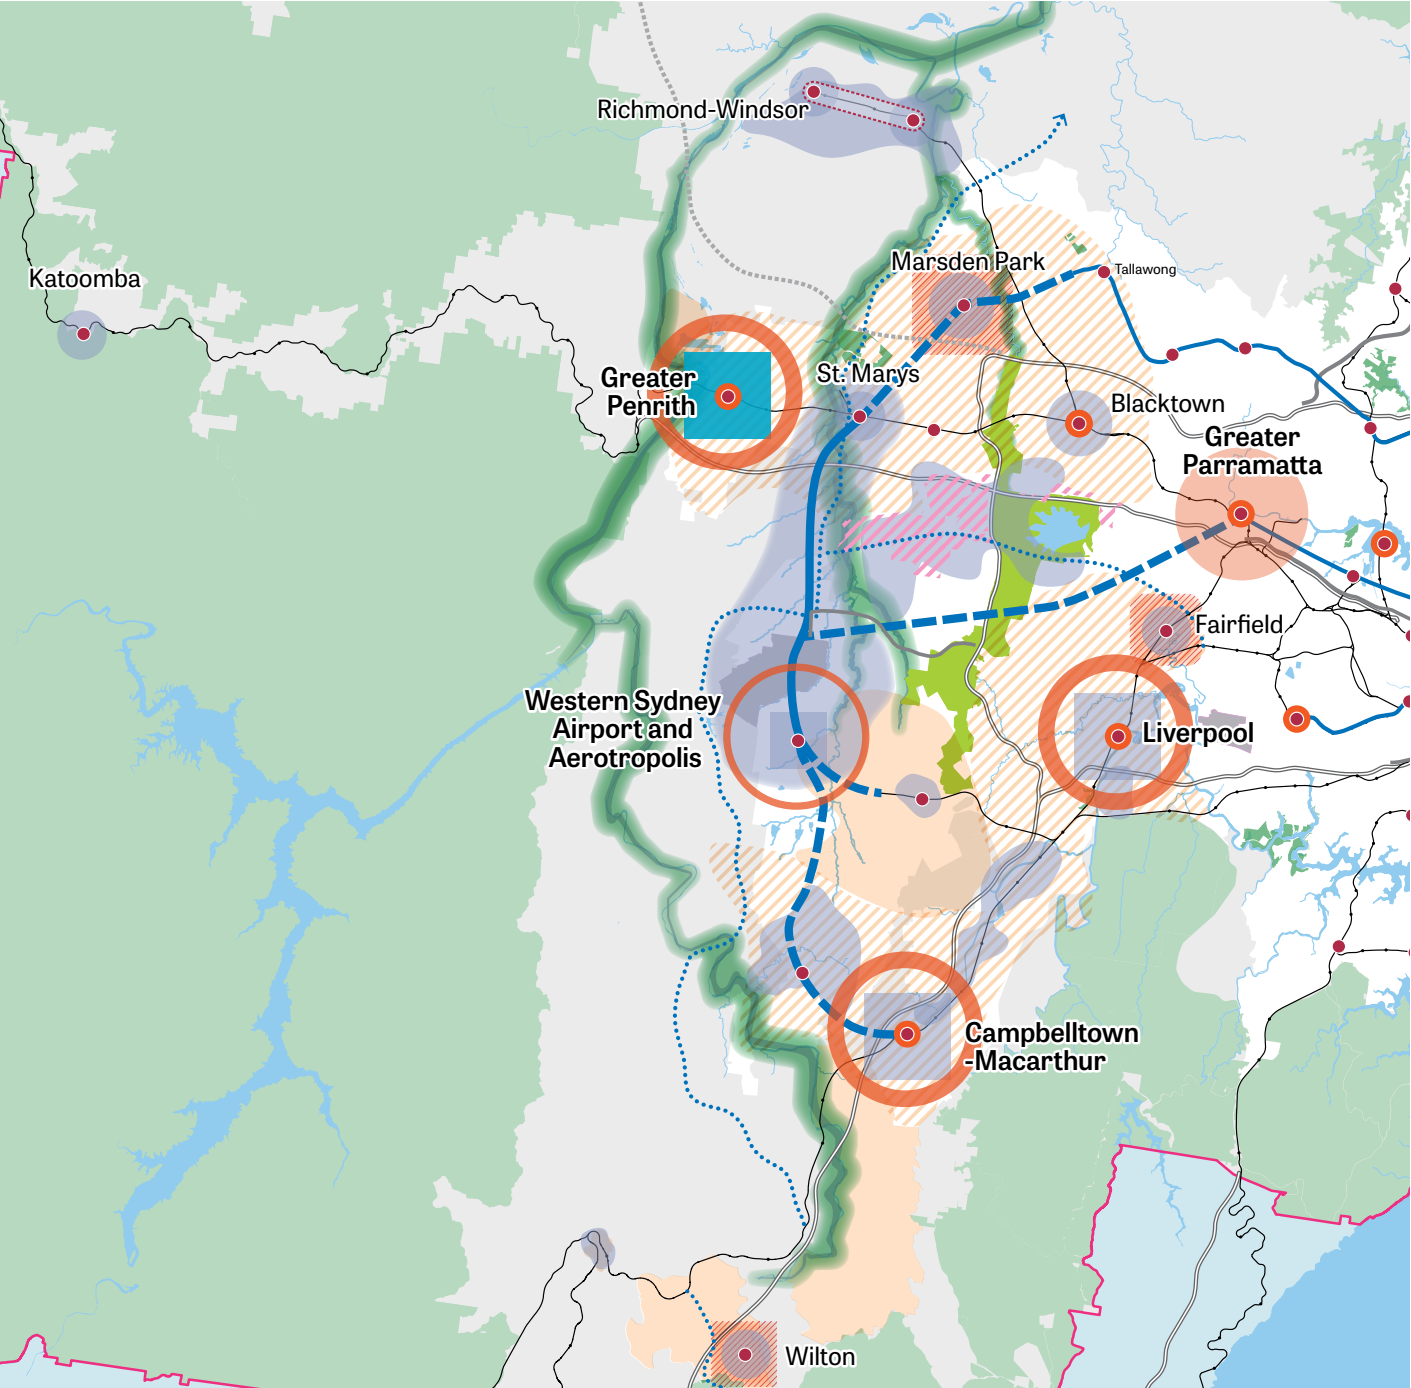 Richmond-Windsor
Katoomba
Marsden Park
Tallawong
St. Marys
Greater
Penrith
Blacktown
Greater
Parramatta
Fairfield
Western Sydney
Airport and
Aerotropolis
Liverpool
Campbelltown
-Macarthur
Wilton